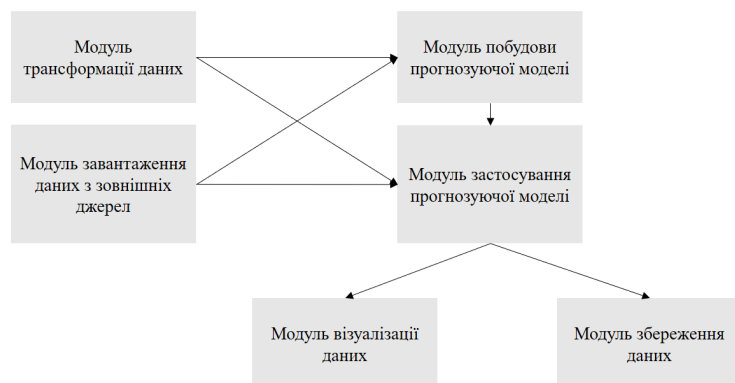 Модуль
трансформації даних
Модуль побудови
прогнозуючої моделі
Модуль завантаження
даних з зовнішніх
джерел
Модуль застосування
прогнозуючої моделі
Модуль візуалізації
даних
Модуль збереження
даних